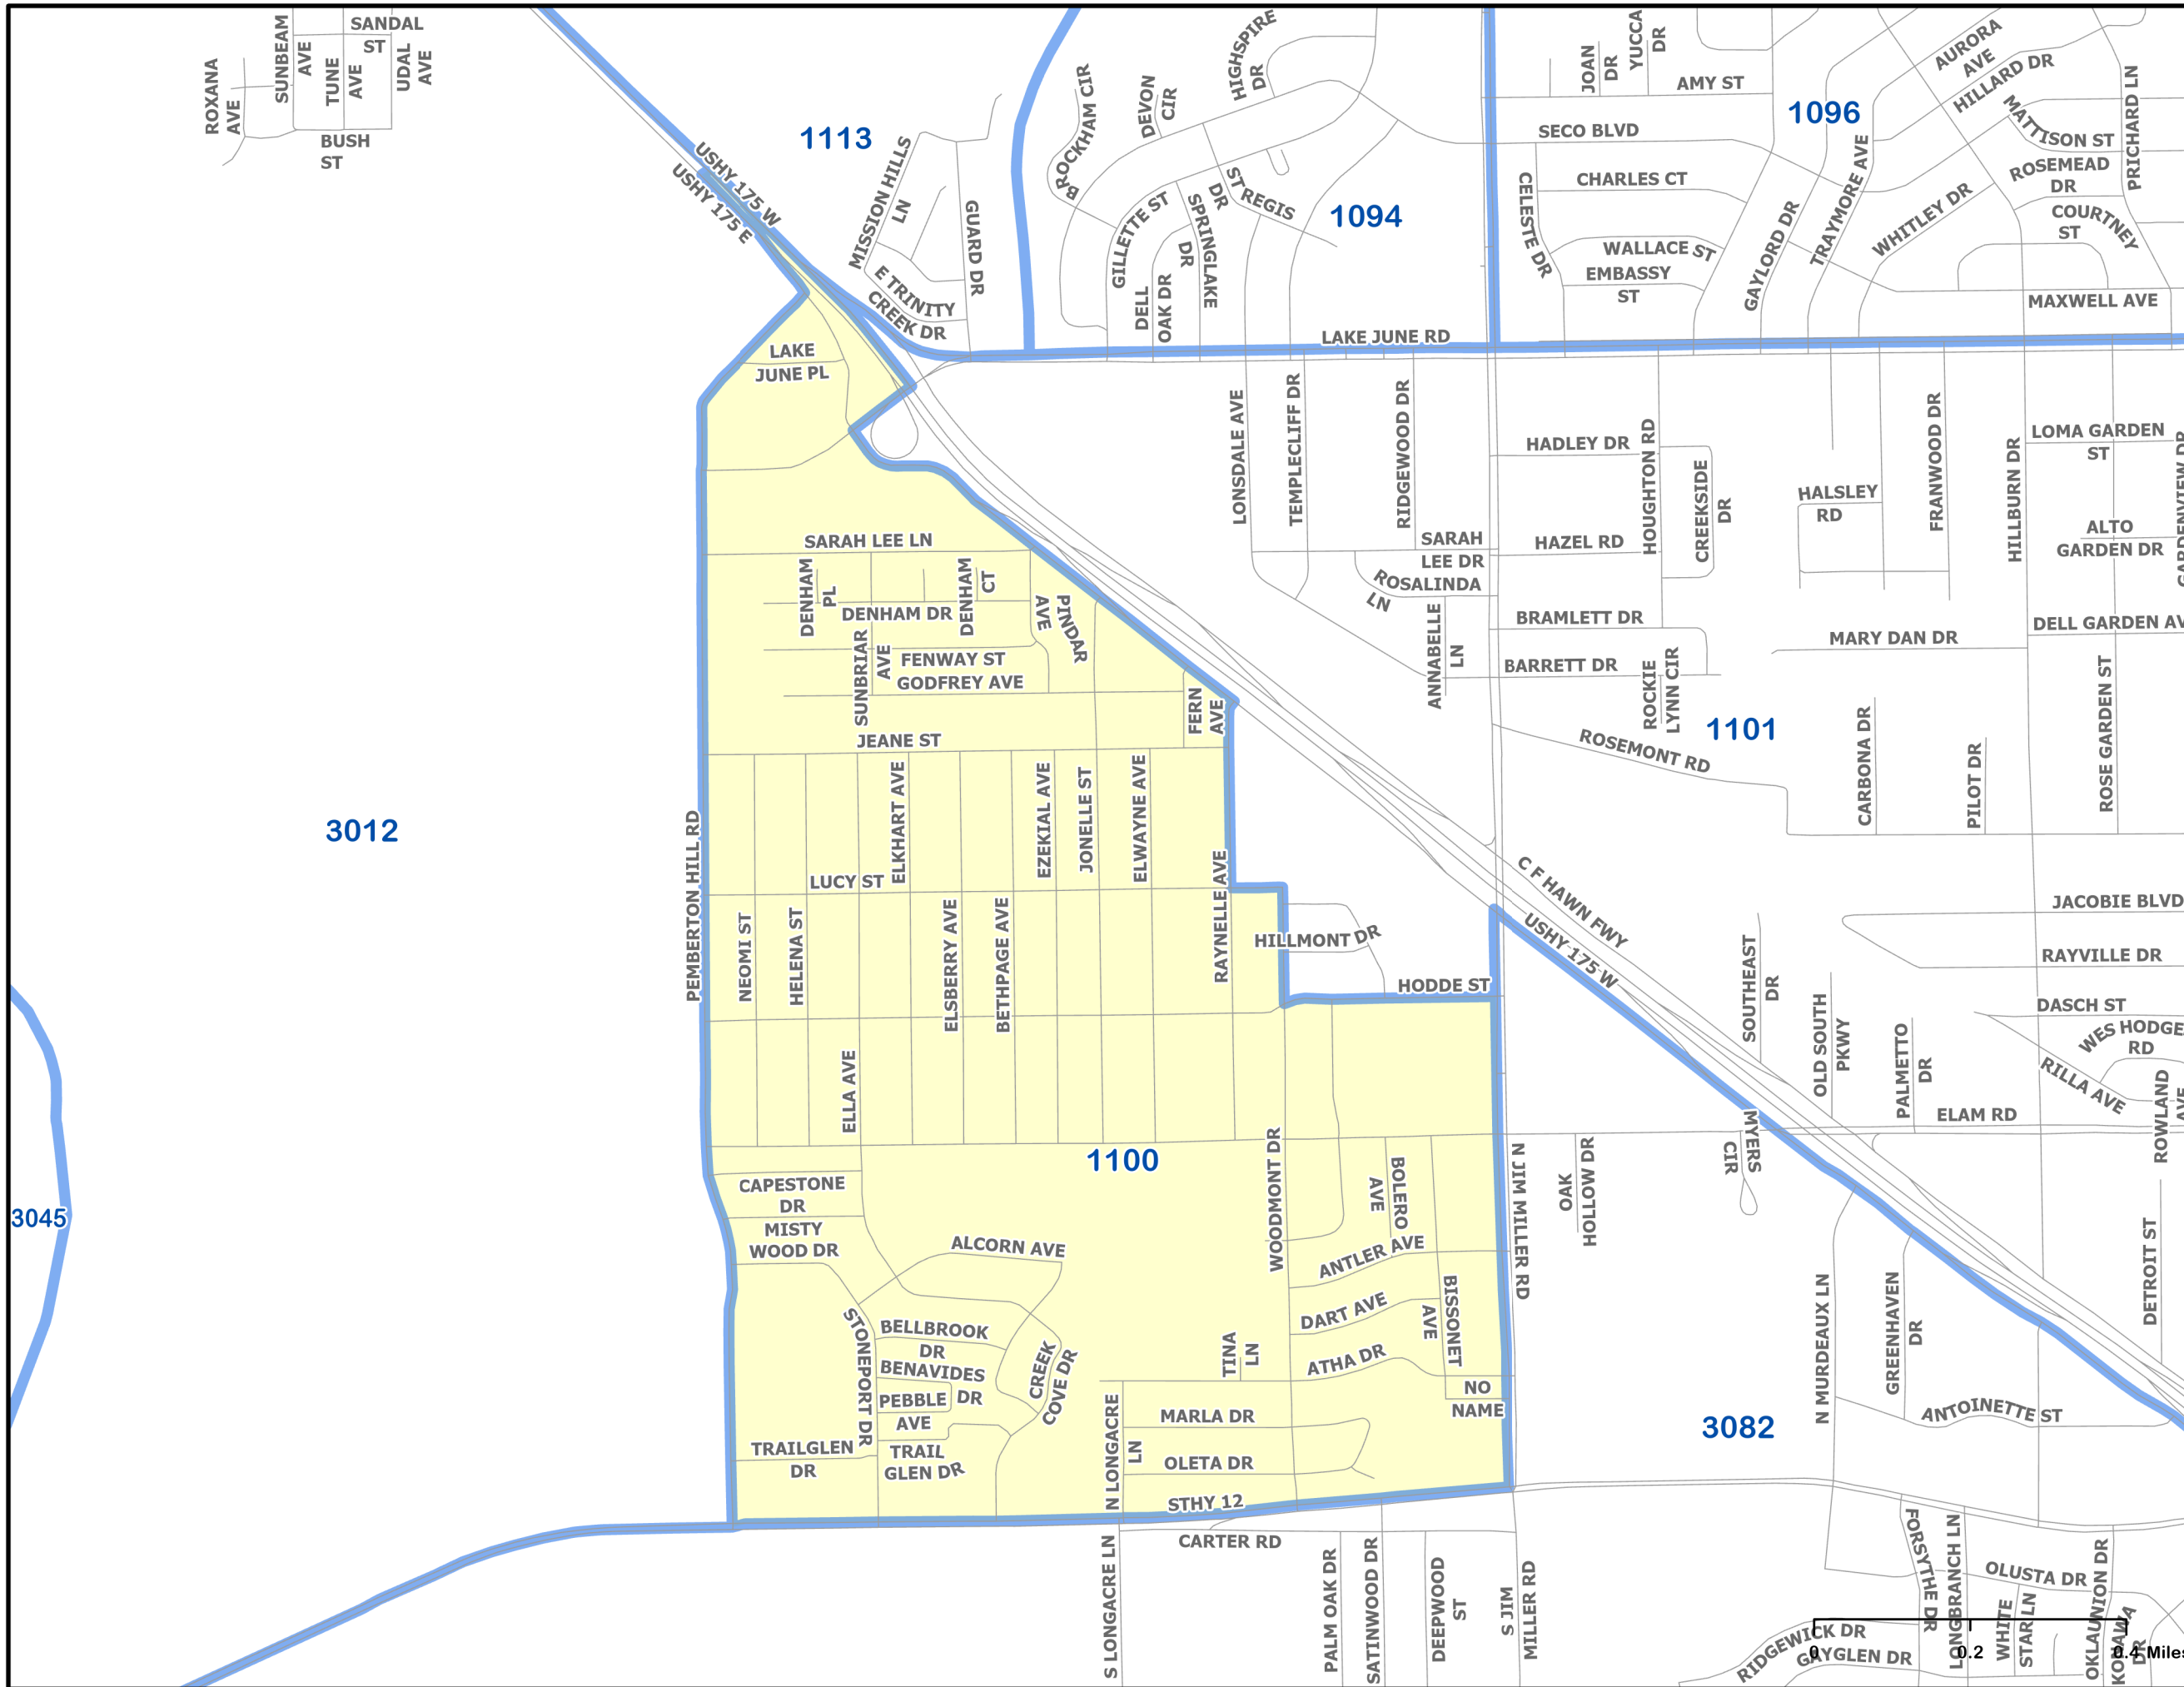 SANDAL
ST
SUNBEAM
AVE
TUNE
AVE
UDAL
AVE
ROXANA
AVE
BUSH
ST
USHY 175 W
USHY 175 E
1113
MISSION HILLS
LN
GUARD DR
E TRINITY
CREEK DR
BROCKHAM CIR
DEVON
CIR
HIGHSPIRE
DR
GILLETTE ST
SPRINGLAKE
DR
ST REGIS
DR
DELL
OAK DR
1094
LAKE JUNE RD
JOAN
DR
YUCCA
DR
AMY ST
SECO BLVD
CHARLES CT
CELESTE DR
WALLACE ST
EMBASSY
ST
1096
AURORA
AVE
HILLARD DR
MATTISON ST
PRICHARD LN
ROSEMEAD
DR
COURTNEY
ST
WHITLEY DR
TRAYMORE AVE
GAYLORD DR
MAXWELL AVE
LAKE
JUNE PL
LONSDALE AVE
TEMPLECLIFF DR
RIDGEWOOD DR
SARAH
LEE DR
ROSALINDA
LN
ANNABELLE
LN
HADLEY DR
HOUGHTON RD
CREEKSIDE
DR
HAZEL RD
BRAMLETT DR
BARRETT DR
ROCKIE
LYNN CIR
HALSLEY
RD
FRANWOOD DR
HILLBURN DR
LOMA GARDEN
ST
ALTO
GARDEN DR
GARDENVIEW DR
DELL GARDEN AV
MARY DAN DR
ROSE GARDEN ST
1101
ROSEMONT RD
CARBONA DR
PILOT DR
SARAH LEE LN
DENHAM
PL
DENHAM
CT
DENHAM DR
SUNBRIAR
AVE
FENWAY ST
GODFREY AVE
PINDAR
AVE
FERN
AVE
JEANE ST
3012
PEMBERTON HILL RD
ELKHART AVE
EZEKIAL AVE
JONELLE ST
ELWAYNE AVE
LUCY ST
RAYNELLE AVE
NEOMI ST
HELENA ST
ELSBERRY AVE
BETHPAGE AVE
ELLA AVE
HILLMONT DR
HODDE ST
C F HAWN FWY
USHY 175 W
JACOBIE BLVD
RAYVILLE DR
DASCH ST
WES HODGE
RD
RILLA AVE
ROWLAND
AVE
SOUTHEAST
DR
OLD SOUTH
PKWY
PALMETTO
DR
ELAM RD
MYERS
CIR
3045
1100
CAPESTONE
DR
MISTY
WOOD DR
ALCORN AVE
STONEPORT DR
BELLBROOK
DR
BENAVIDES
DR
PEBBLE
AVE
CREEK
COVE DR
TRAILGLEN
DR
TRAIL
GLEN DR
WOODMONT DR
BOLERO
AVE
ANTLER AVE
DART AVE
BISSONET
AVE
ATHA DR
TINA
LN
NO
NAME
N JIM MILLER RD
OAK
HOLLOW DR
N LONGACRE
LN
MARLA DR
OLETA DR
STHY 12
CARTER RD
N MURDEAUX LN
GREENHAVEN
DR
DETROIT ST
ANTOINETTE ST
3082
S LONGACRE LN
PALM OAK DR
SATINWOOD DR
DEEPWOOD
ST
S JIM
MILLER RD
FORSYTHE DR
LONGBRANCH LN
OLUSTA DR
WHITE
STAR LN
OKLAUNION DR
KOHAWA
DR
RIDGEWICK DR
GAYGLEN DR
0 0.2 0.4 Miles